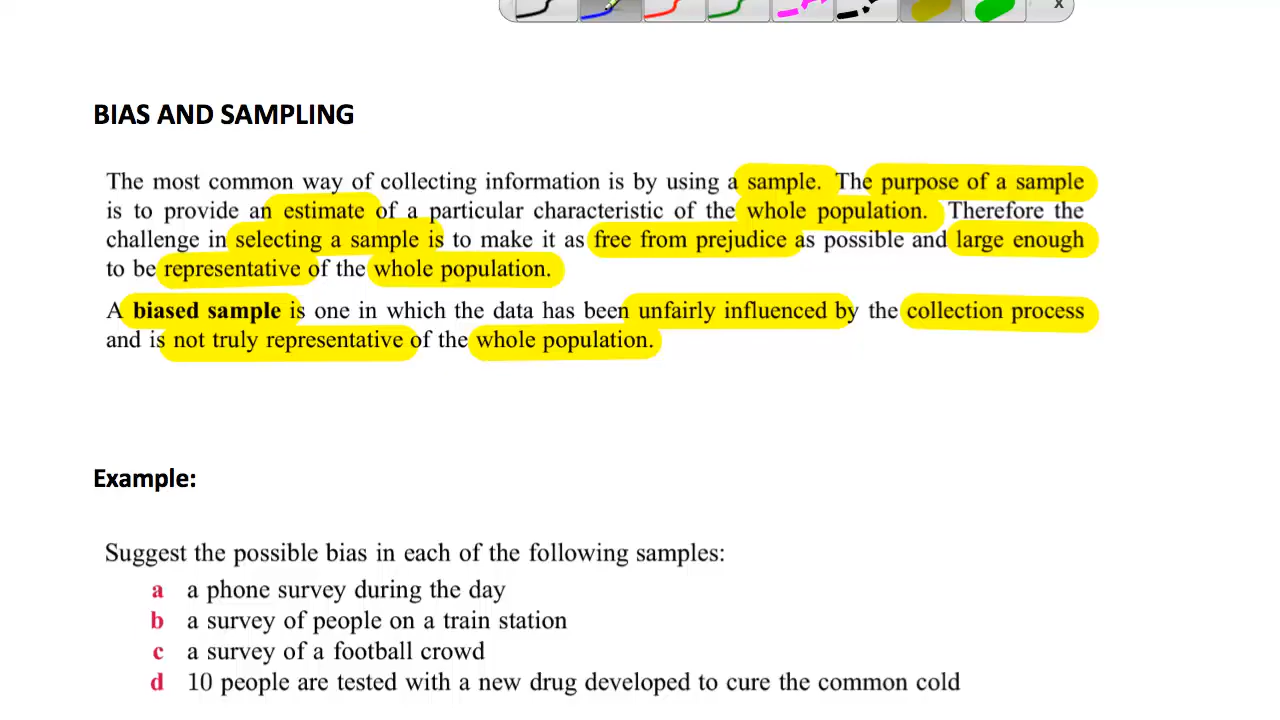 x
BIAS AND SAMPLING
The most common way of collecting information is by using a sample. The purpose of a sample
is to provide an estimate of a particular characteristic of the whole population. Therefore the
challenge in selecting a sample is to make it as free from prejudice as possible and large enough
to be representative of the whole population.
A biased sample is one in which the data has been unfairly influenced by the collection process
and is not truly representative of the whole population.
Example:
Suggest the possible bias in each of the following samples:
a a phone survey during the day
b a survey of people on a train station
c a survey of a football crowd
d 10 people are tested with a new drug developed to cure the common cold